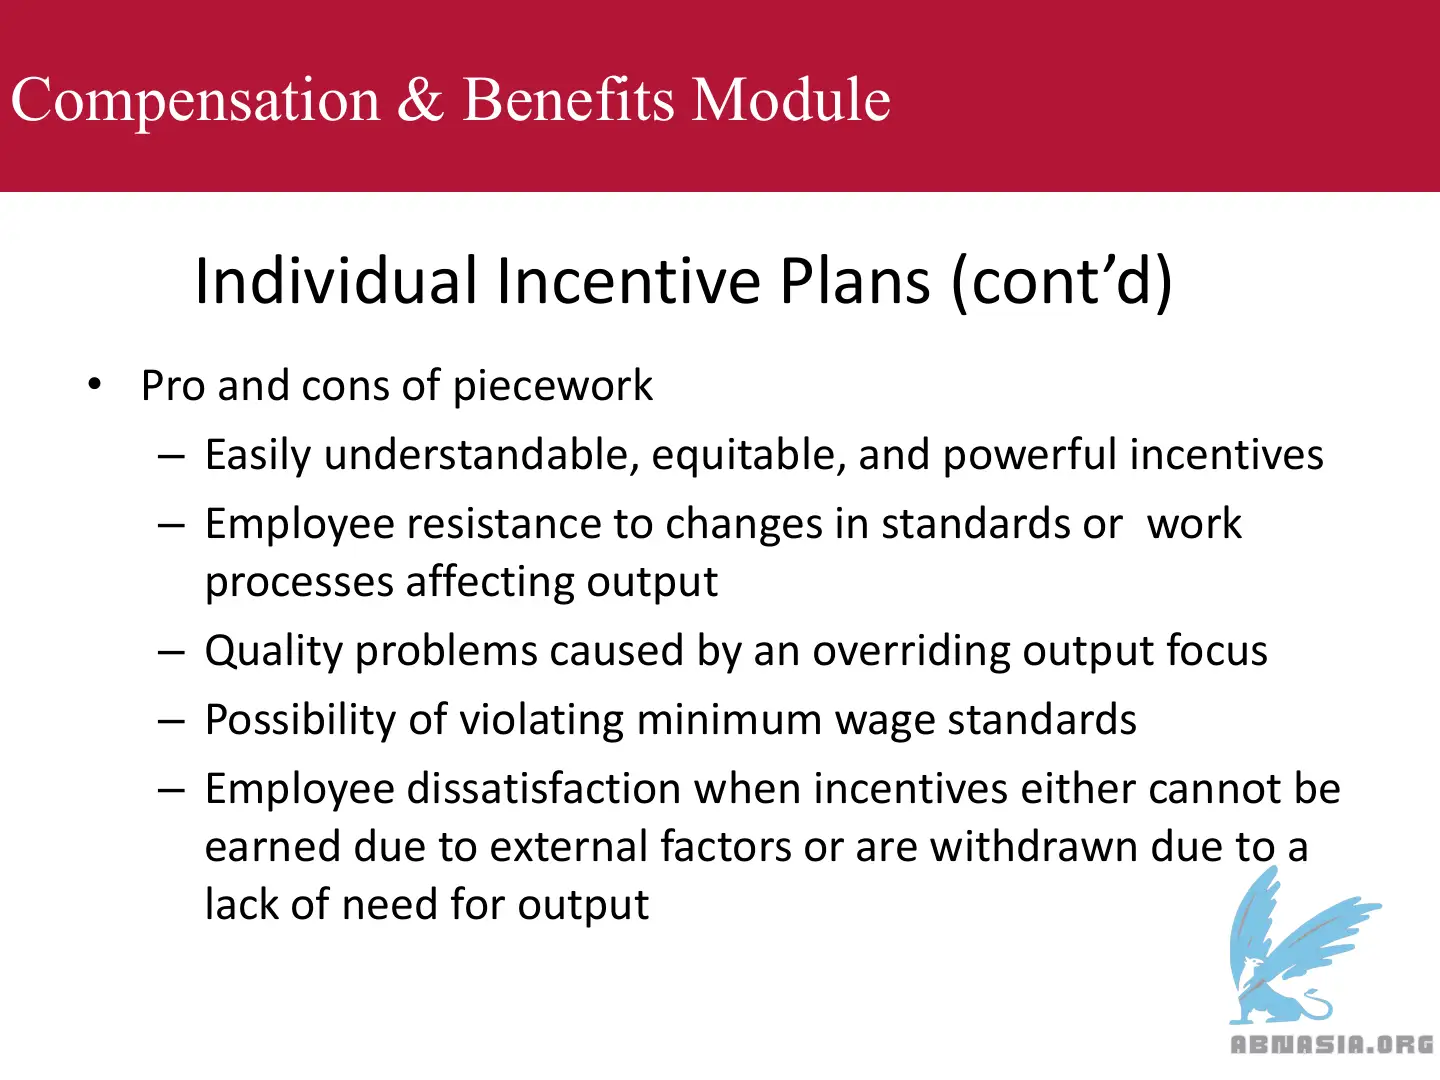 Compensation & Benefits Module
Individual Incentive Plans (cont’d)
• Pro and cons of piecework
– Easily understandable, equitable, and powerful incentives
– Employee resistance to changes in standards or  work
processes affecting output
– Quality problems caused by an overriding output focus
– Possibility of violating minimum wage standards
– Employee dissatisfaction when incentives either cannot be
earned due to external factors or are withdrawn due to a
lack of need for output
ABNASIA.ORG